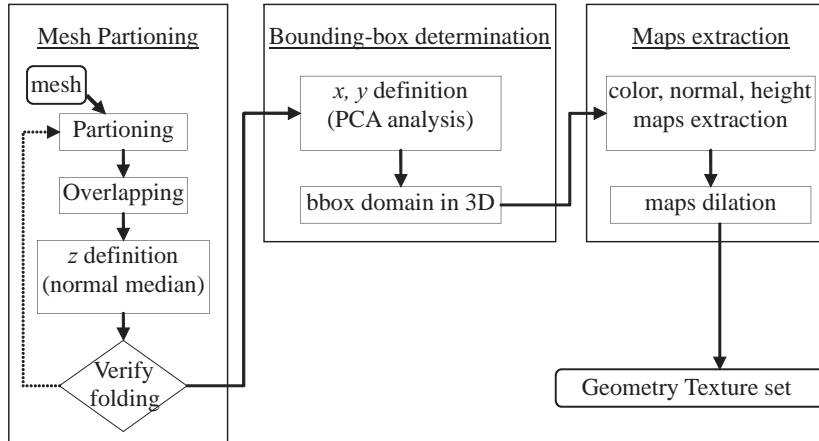 Mesh Partioning
mesh
Partioning
Overlapping
z definition
(normal median)
Verify
folding
Bounding-box determination
x, y definition
(PCA analysis)
bbox domain in 3D
Maps extraction
color, normal, height
maps extraction
maps dilation
Geometry Texture set